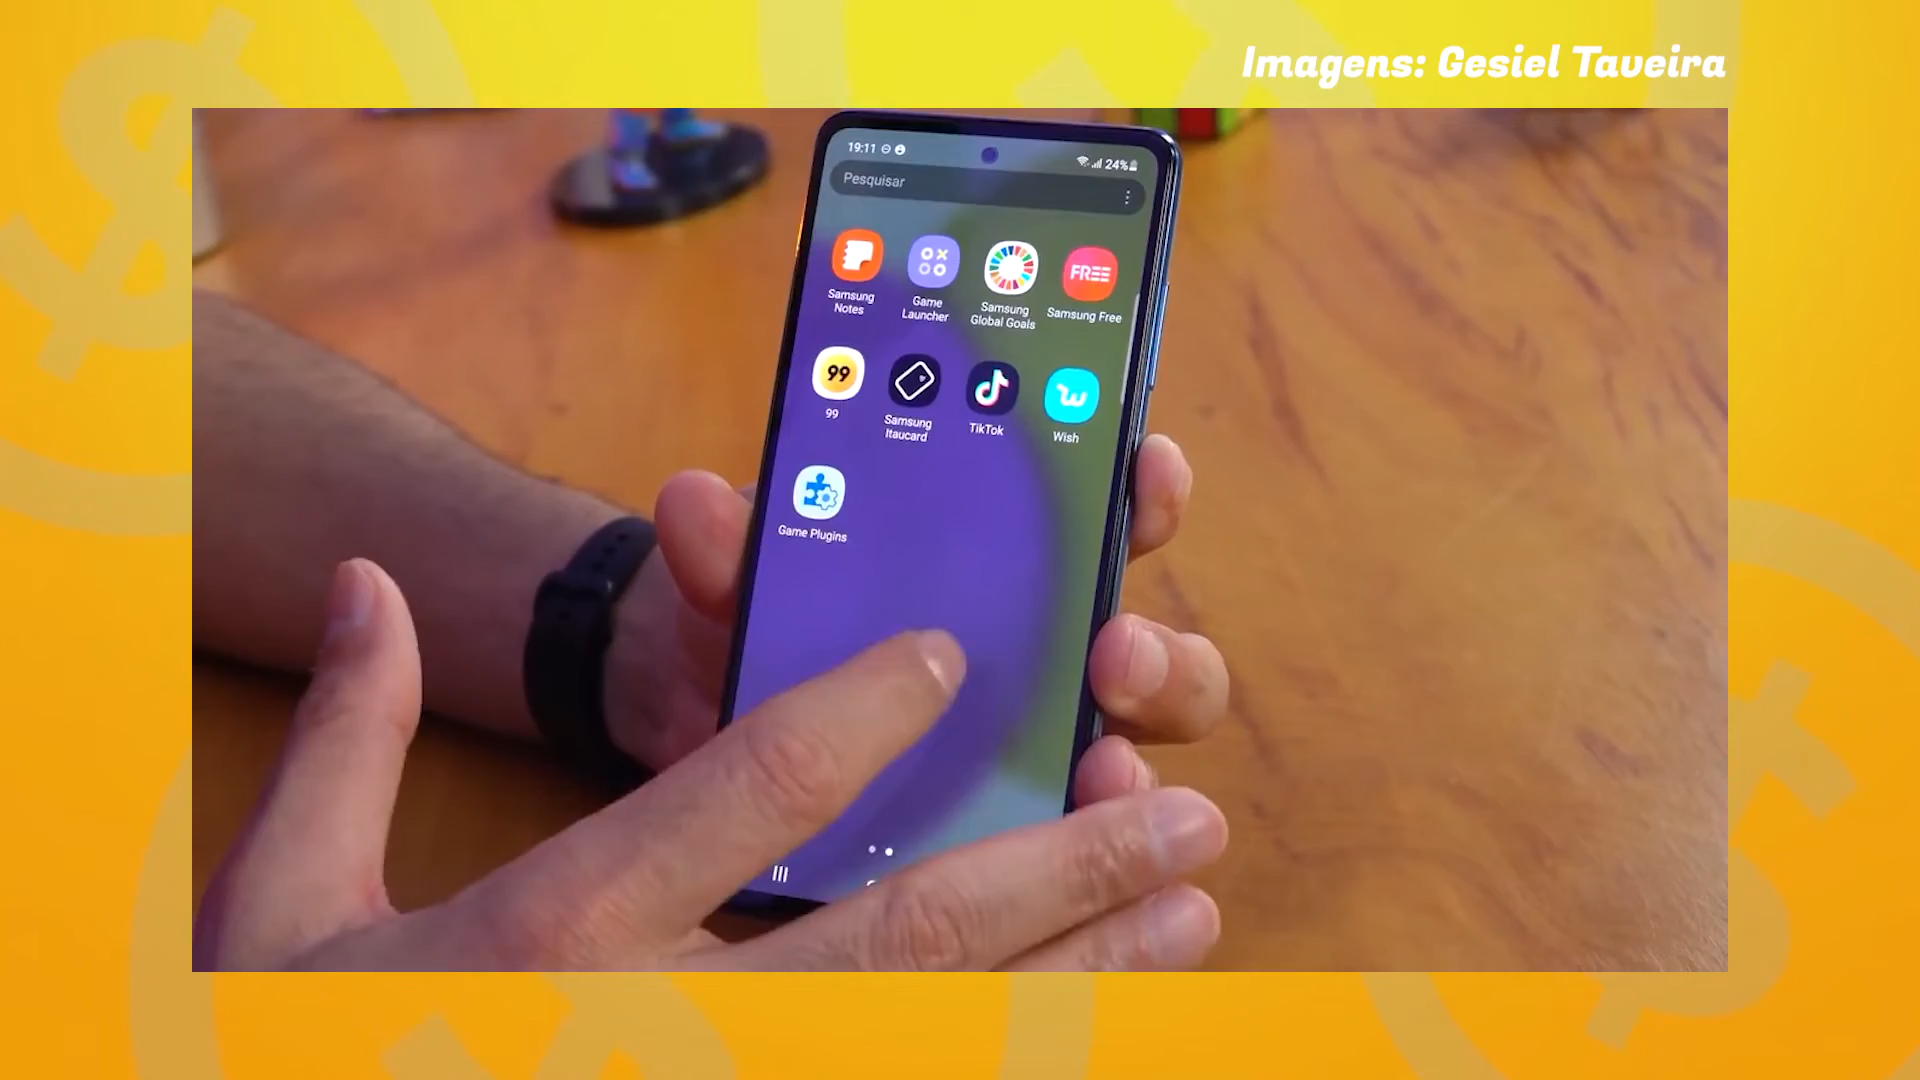 Imagens: Gesiel Taveira
19:11
24%
Pesquisar
FREE
Samsung
Notes
Game
Launcher
Samsung
Global Goals
Samsung Free
99
99
Samsung
Itaucard
TikTok
Wish
Game Plugins